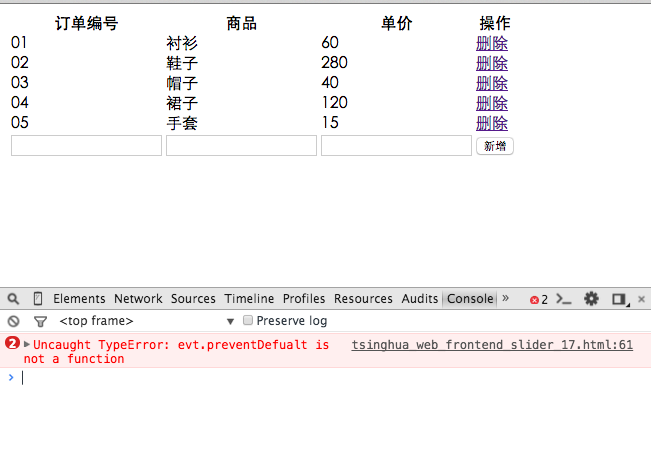 订单编号 商品 单价 操作
01 衬衫 60 删除
02 鞋子 280 删除
03 帽子 40 删除
04 裙子 120 删除
05 手套 15 删除
新增
Elements Network Sources Timeline Profiles Resources Audits Console » 2
<top frame> Preserve log
2 Uncaught TypeError: evt.preventDefualt is tsinghua_web_frontend_slider_17.html:61
not a function